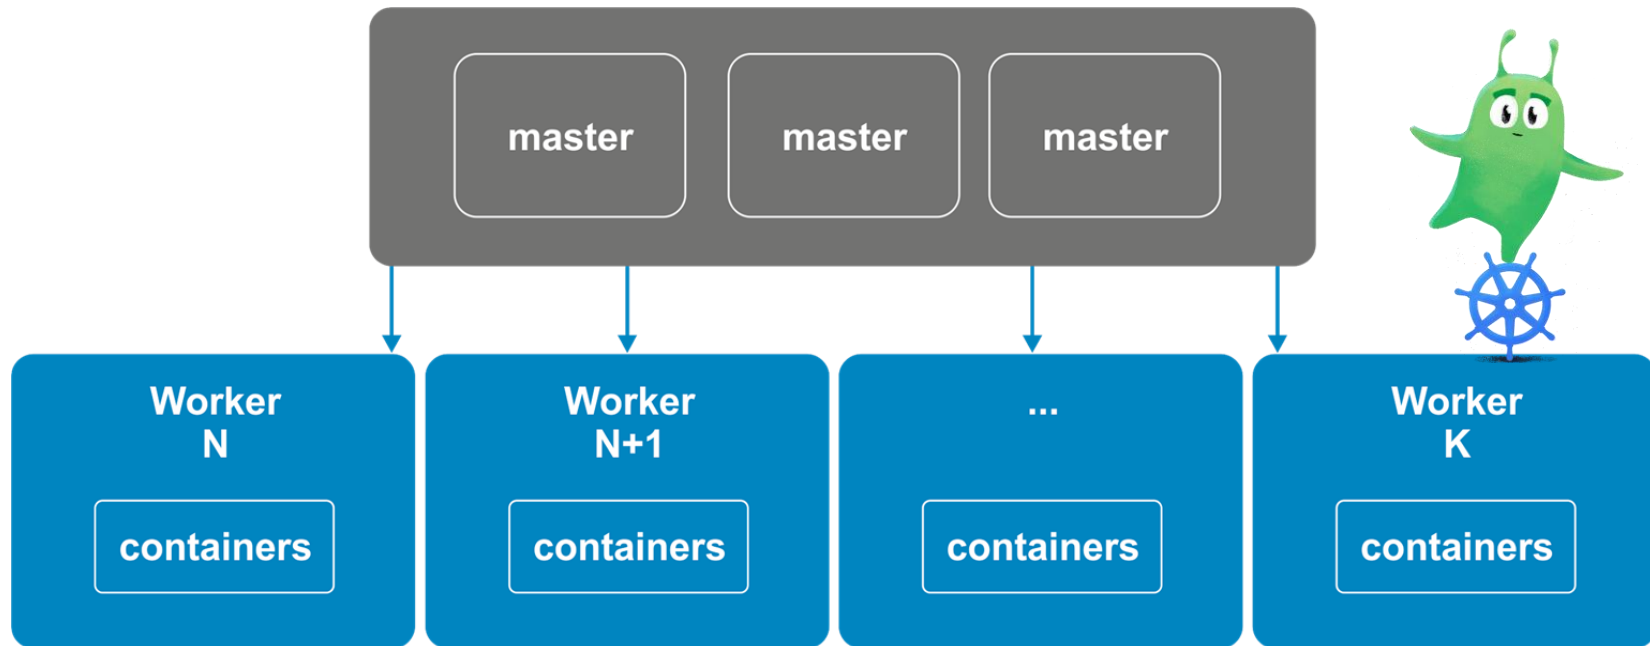 master
master
master
Worker
N
containers
Worker
N+1
containers
...
containers
Worker
K
containers